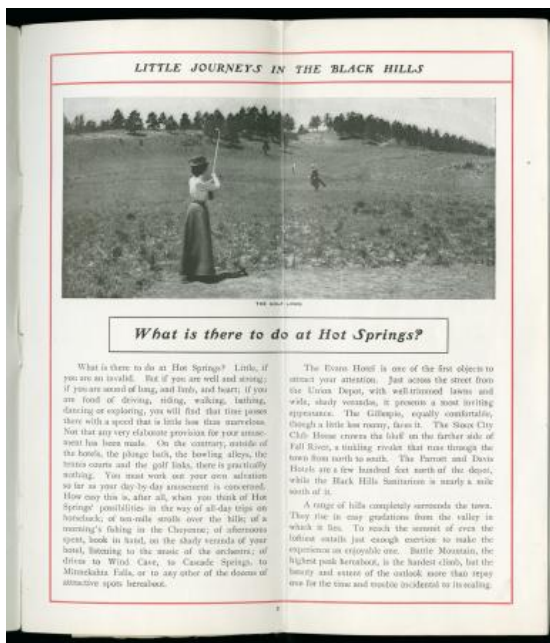 LITTLE JOURNEYS IN THE BLACK HILLS
THE GOLF LINKS
What is there to do at Hot Springs?
What is there to do at Hot Springs? Little, if
you are an invalid. But if you are well and strong;
if you are sound of lung, and limb, and heart; if you
are fond of driving, riding, walking, bathing,
dancing or exploring, you will find that time passes
there with a speed that is little less than marvelous.
Not that any very elaborate provision for your amuse-
ment has been made. On the contrary, outside of
the hotels, the plunge bath, the bowling alleys, the
tennis courts and the golf links, there is practically
nothing. You must work out your own salvation
so far as your day-by-day amusement is concerned.
How easy this is, after all, when you think of Hot
Springs' possibilities in the way of all-day trips on
horseback; of ten-mile strolls over the hills; of a
morning's fishing in the Cheyenne; of afternoons
spent, book in hand, on the shady veranda of your
hotel, listening to the music of the orchestra; of
drives to Wind Cave, to Cascade Springs, to
Minnekahta Falls, or to any other of the dozens of
attractive spots hereabout.
The Evans Hotel is one of the first objects to
attract your attention. Just across the street from
the Union Depot, with well-trimmed lawns and
wide, shady verandas, it presents a most inviting
appearance. The Gillespie, equally comfortable,
though a little less roomy, faces it. The Sioux City
Club House crowns the bluff on the farther side of
Fall River, a tinkling rivulet that runs through the
town from north to south. The Parrott and Davis
Hotels are a few hundred feet north of the depot,
while the Black Hills Sanitarium is nearly a mile
north of it.
A range of hills completely surrounds the town.
They rise in easy gradations from the valley in
which it lies. To reach the summit of even the
loftiest entails just enough exertion to make the
experience an enjoyable one. Battle Mountain, the
highest peak hereabout, is the hardest climb, but the
beauty and extent of the outlook more than repay
one for the time and trouble incidental to its scaling.